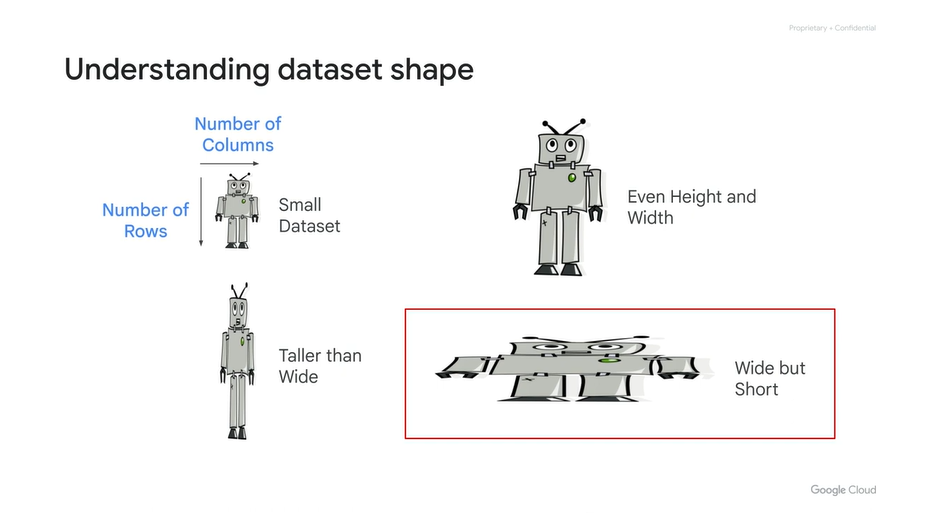 Proprietary + Confidential
Understanding dataset shape
Number of
Columns
Number of
Rows
Small
Dataset
Even Height and
Width
Taller than
Wide
Wide but
Short
Google Cloud